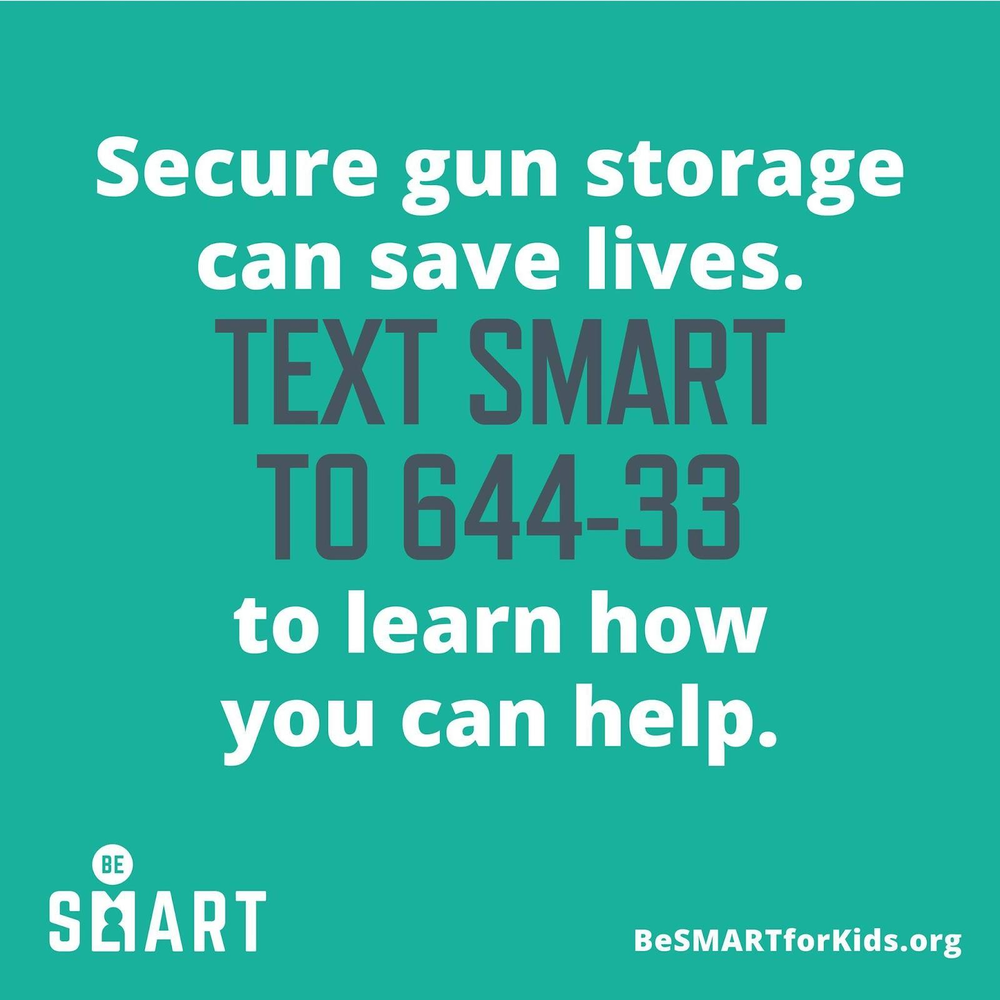 Secure gun storage
can save lives.
TEXT SMART
TO 644-33
to learn how
you can help.
BE
SMART
BeSMARTforKids.org